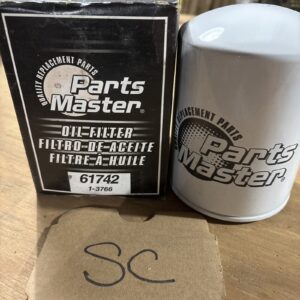 QUALITY REPLACEMENT PARTS
Parts
Master®
OIL FILTER
FILTRO DE ACEITE
FILTRE À HUILE
61742
1-3766
REPLACEMENT PARTS
Parts
Master®
SC